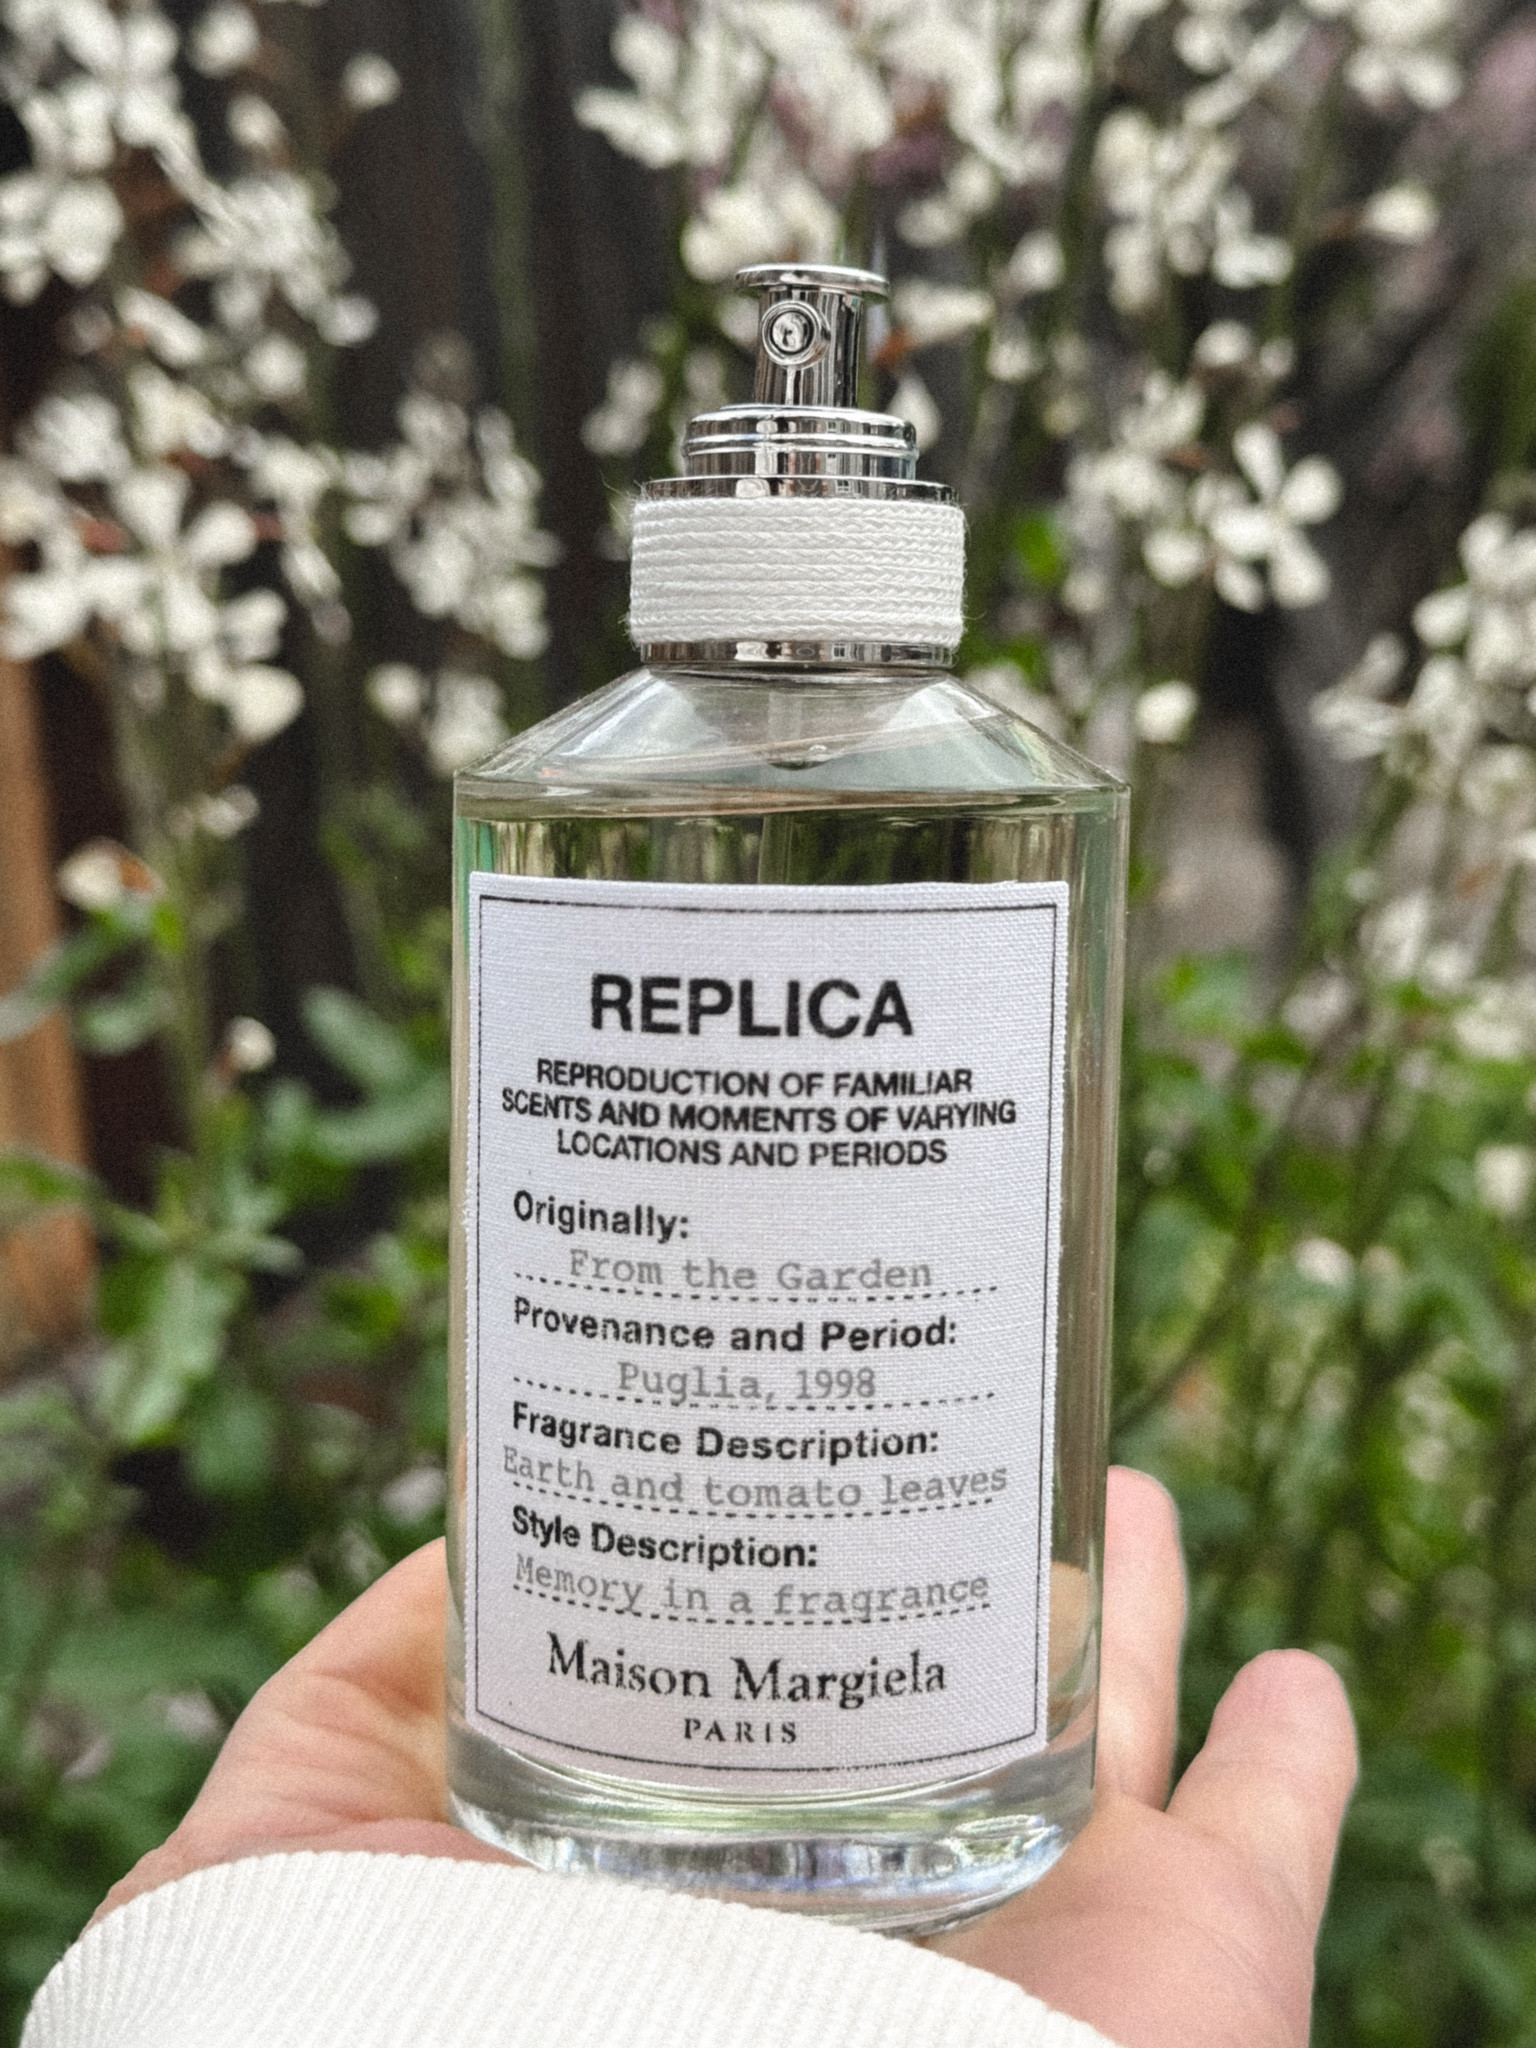 REPLICA
REPRODUCTION OF FAMILIAR
SCENTS AND MOMENTS OF VARYING
LOCATIONS AND PERIODS
Originally:
From the Garden
Provenance and Period:
Puglia, 1998
Fragrance Description:
Earth and tomato leaves
Style Description:
Memory in a fragrance
Maison Margiela
PARIS